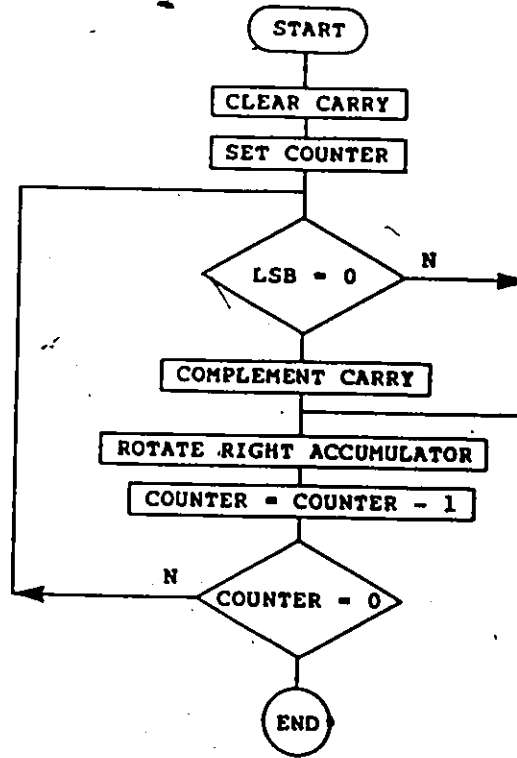 START
CLEAR CARRY
SET COUNTER
LSB = 0
N
COMPLEMENT CARRY
ROTATE RIGHT ACCUMULATOR
COUNTER = COUNTER - 1
N
COUNTER = 0
END